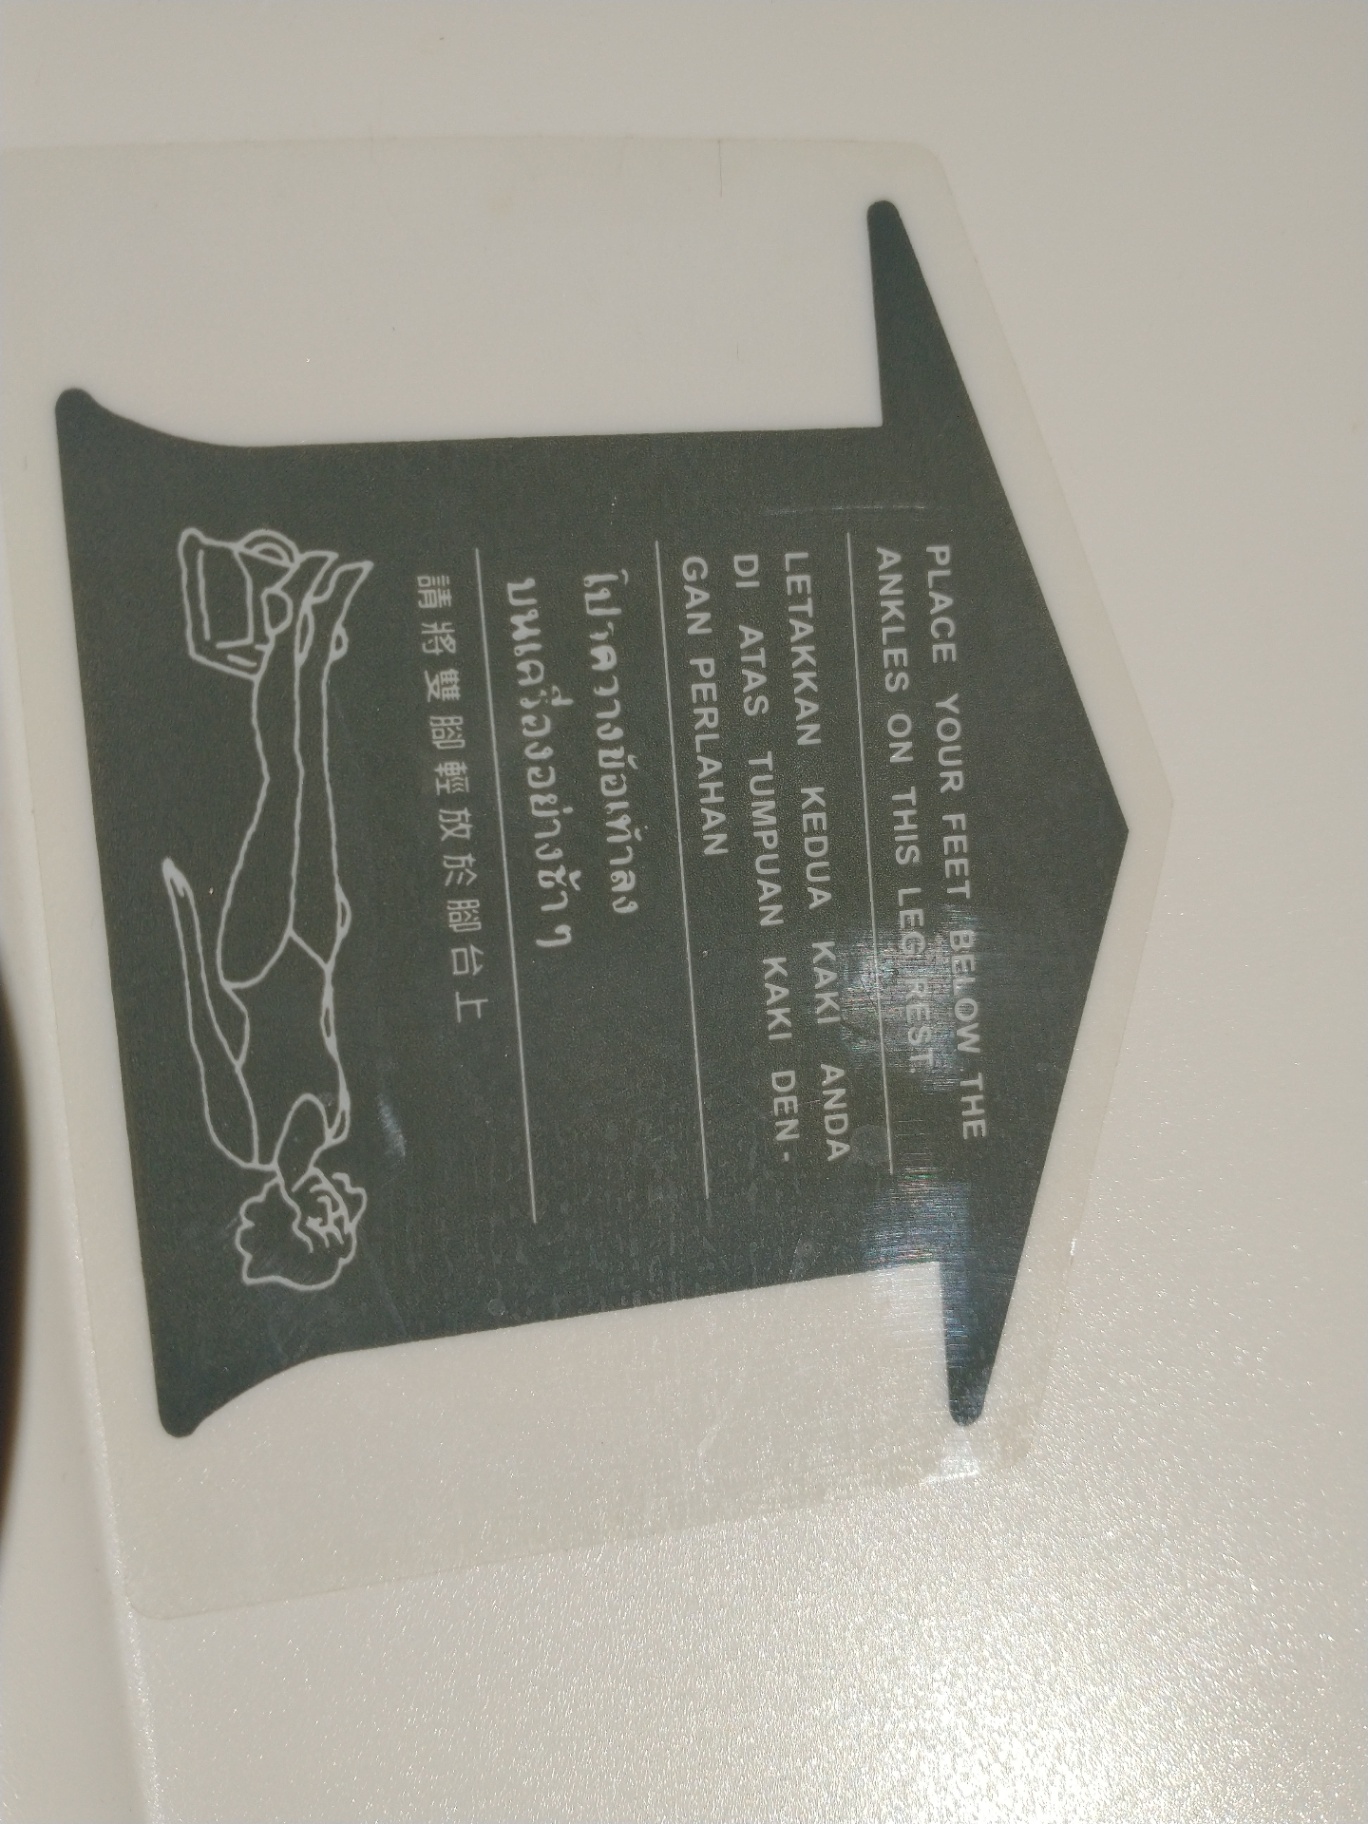 PLACE YOUR FEET BELOW THE
ANKLES ON THIS LEG REST.
LETAKKAN KEDUA KAKI ANDA
DI ATAS TUMPUAN KAKI DEN-
GAN PERLAHAN
โปรดวางข้อเท้าลง
บนเครื่องอย่างช้า ๆ
請將雙腳輕放於腳台上